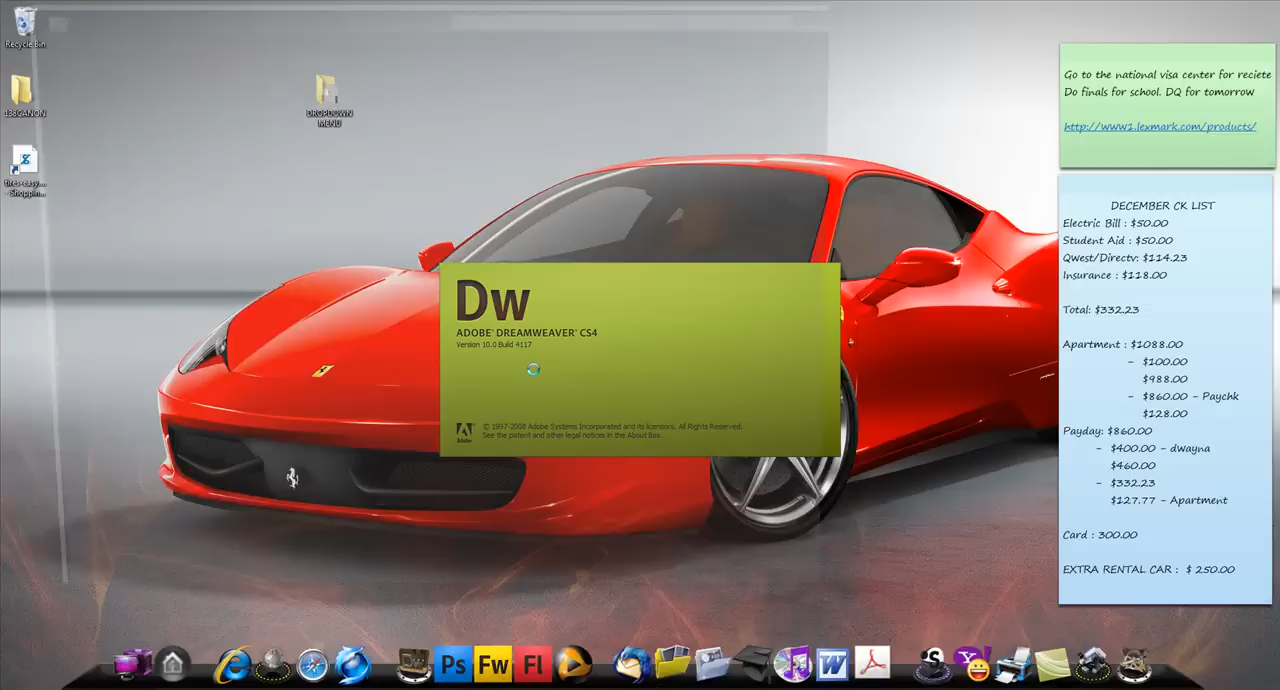 Recycle Bin
DROPDOWN
MENU
Dw
ADOBE® DREAMWEAVER® CS4
Version 10.0 Build 4117
Adobe
© 1997-2008 Adobe Systems Incorporated and its licensors. All Rights Reserved.
See the patent and other legal notices in the About Box.
Go to the national visa center for reciete
Do finals for school. DQ for tomorrow
http://www1.lexmark.com/products/
DECEMBER CK LIST
Electric Bill : $50.00
Student Aid : $50.00
Qwest/Directv: $114.23
Insurance : $118.00
Total: $332.23
Apartment : $1088.00
- $100.00
$988.00
- $860.00 - Paychk
$128.00
Payday: $860.00
- $400.00 - dwayna
$460.00
- $332.23
$127.77 - Apartment
Card : 300.00
EXTRA RENTAL CAR : $ 250.00
Dw
Ps
Fw
Fl
S
Y!
W